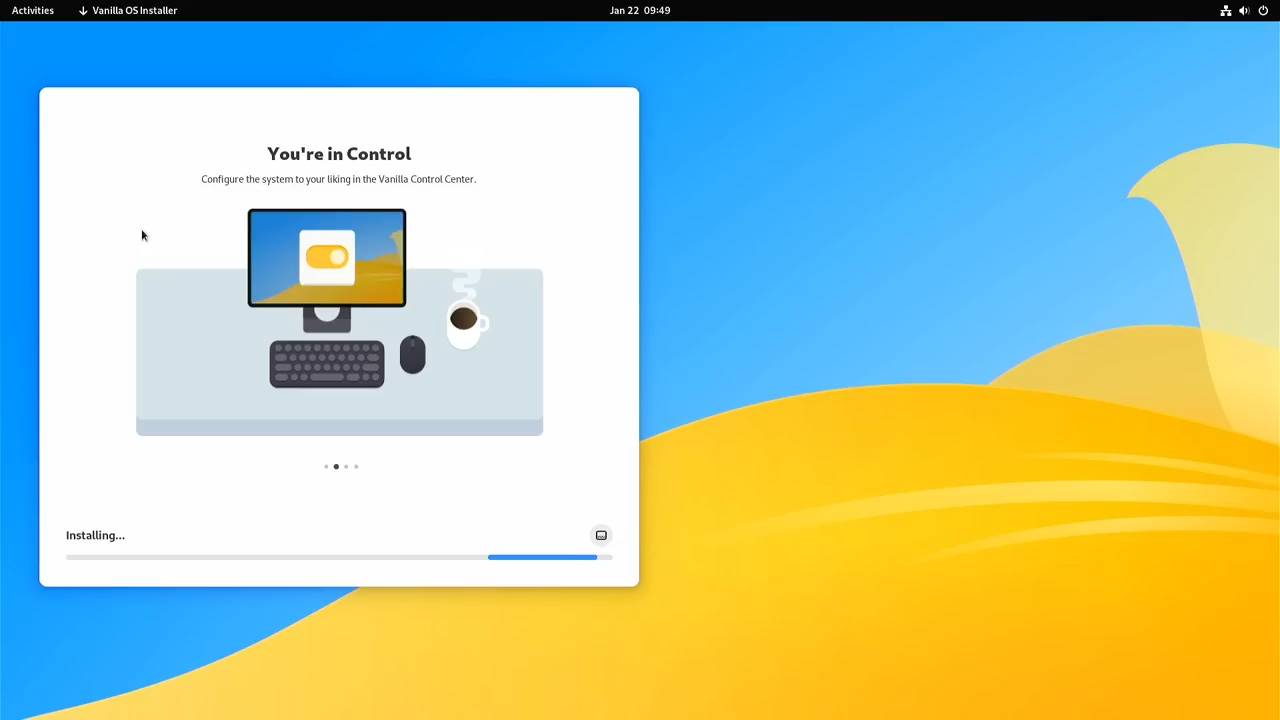 Activities
Vanilla OS Installer
Jan 22 09:49
You're in Control
Configure the system to your liking in the Vanilla Control Center.
Installing...